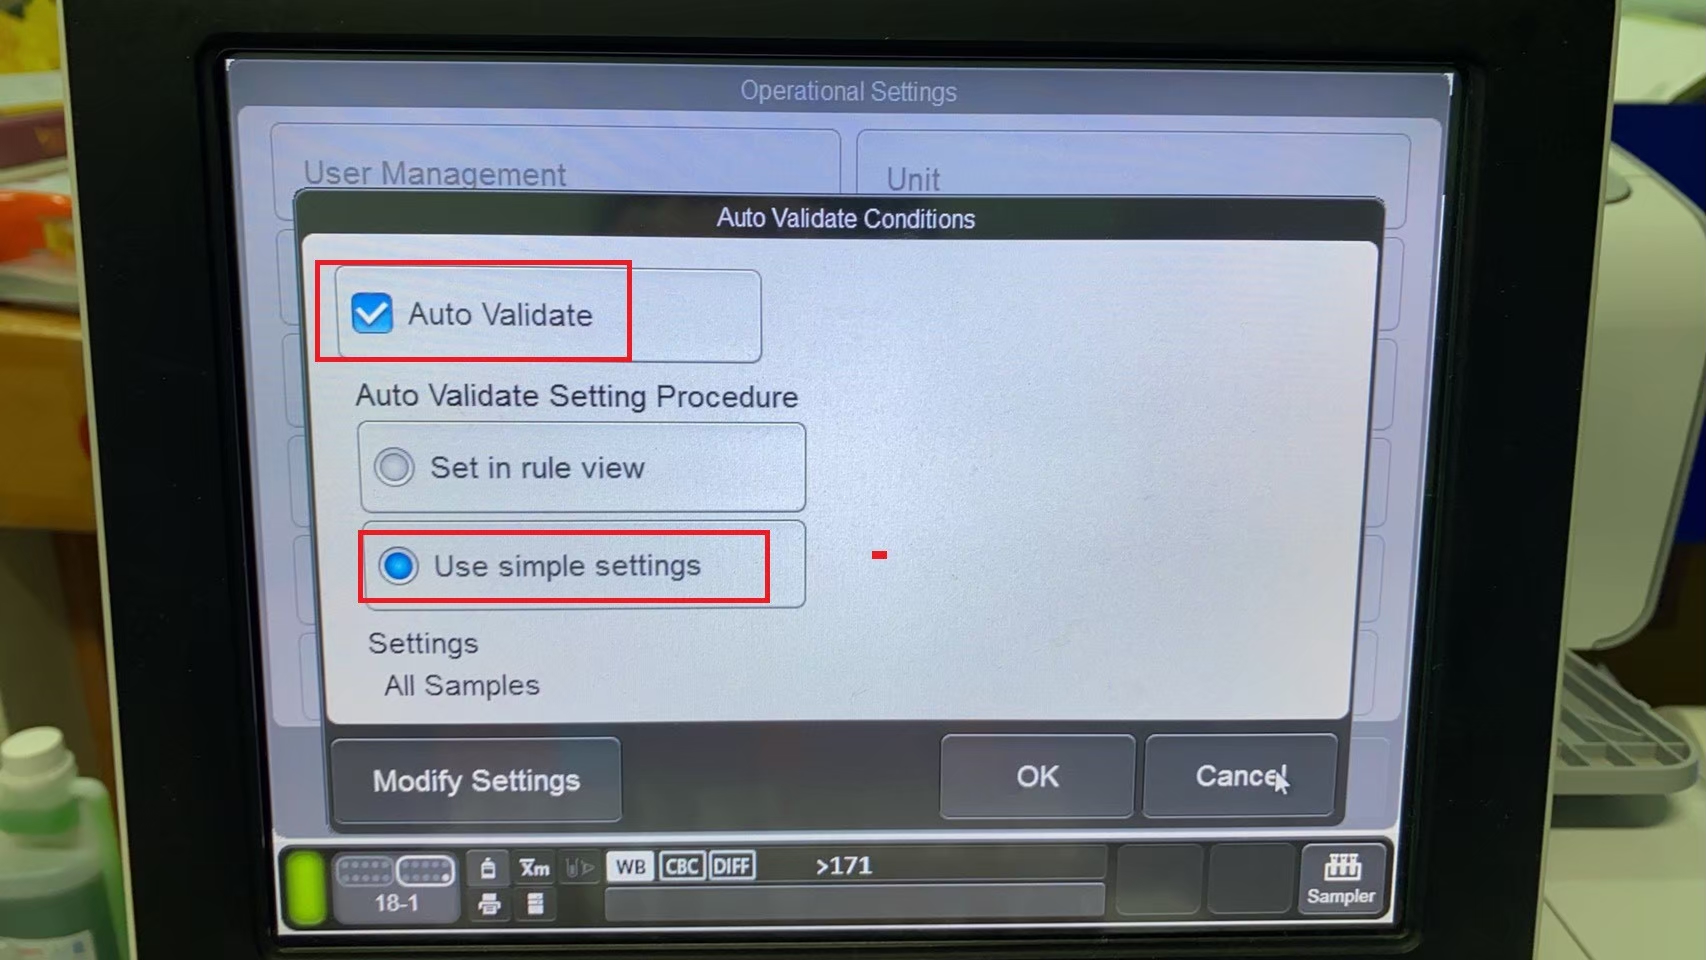 Operational Settings
User Management
Unit
Auto Validate Conditions
Auto Validate
Auto Validate Setting Procedure
Set in rule view
Use simple settings
Settings
All Samples
Modify Settings
OK
Cancel
18-1
Xm
WB
CBC
DIFF
>171
Sampler